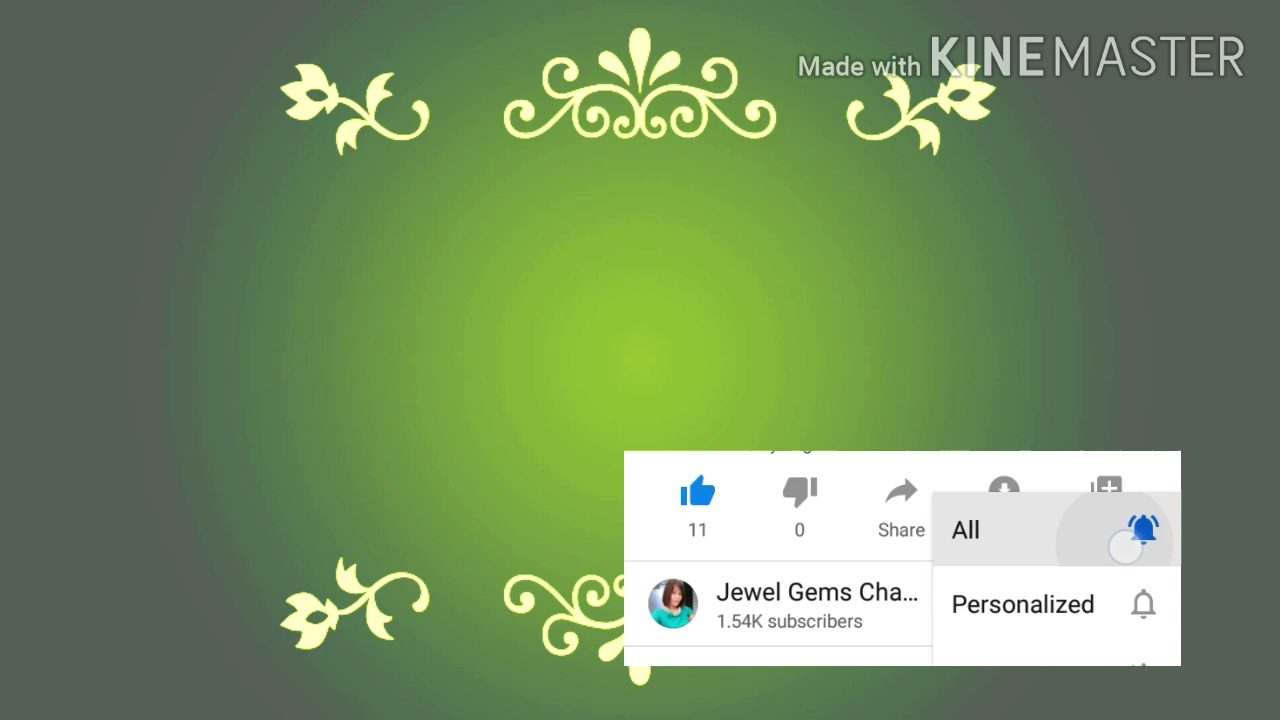 Made with KINEMASTER
11
0
Share
All
Jewel Gems Cha...
1.54K subscribers
Personalized